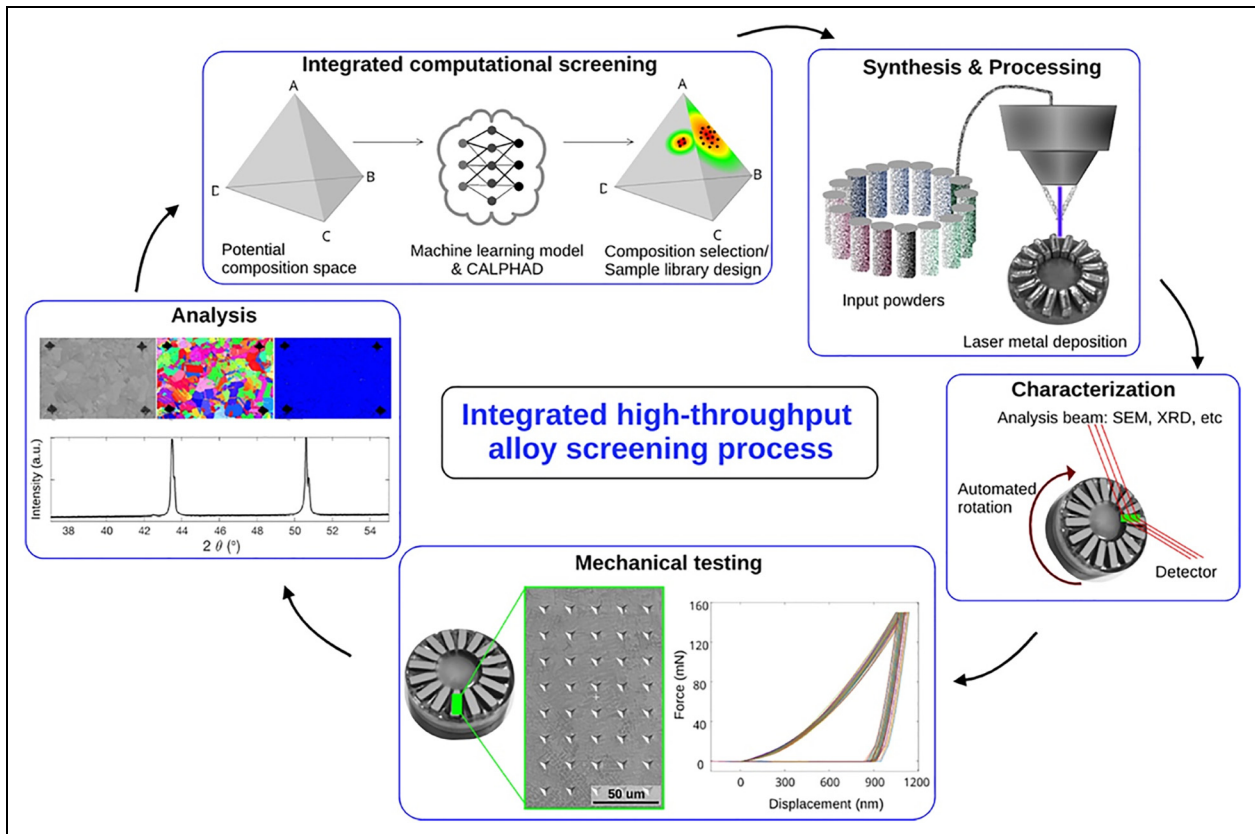 Integrated computational screening
A
D
B
C
Potential
composition space
Machine learning model
& CALPHAD
A
D
B
C
Composition selection/
Sample library design
Synthesis & Processing
Input powders
Laser metal deposition
Characterization
Analysis beam: SEM, XRD, etc
Automated
rotation
Detector
Mechanical testing
50 um
Force (mN)
160
120
80
40
0
0
300
600
900
1200
Displacement (nm)
Analysis
Intensity (a.u.)
38
40
42
44
46
48
50
52
54
2 θ (°)
Integrated high-throughput
alloy screening process